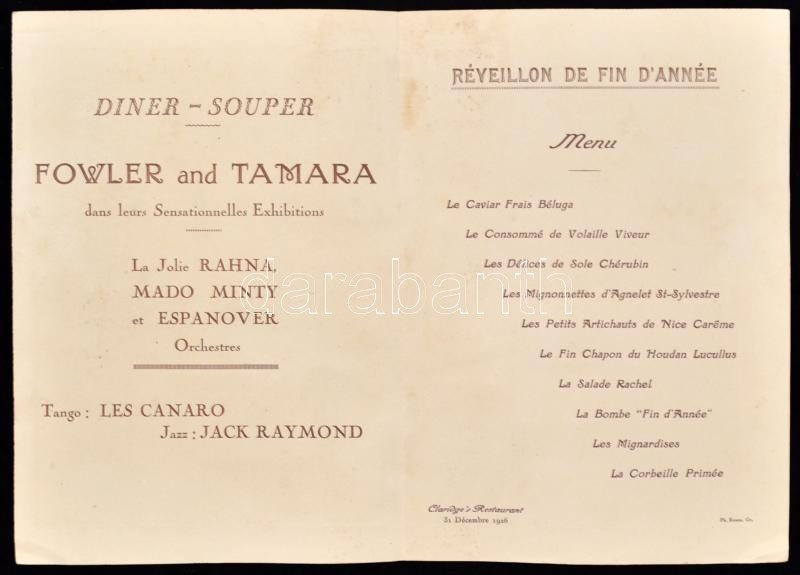 DINER - SOUPER
FOWLER and TAMARA
dans leurs Sensationnelles Exhibitions
La Jolie RAHNA,
MADO MINTY
et ESPANOVER
Orchestres
Tango : LES CANARO
Jazz : JACK RAYMOND
RÉVEILLON DE FIN D'ANNÉE
Menu
Le Caviar Frais Béluga
Le Consommé de Volaille Viveur
Les Délices de Sole Chérubin
Les Mignonnettes d'Agnelet St-Sylvestre
Les Petits Artichauts de Nice Carême
Le Fin Chapon du Houdan Lucullus
La Salade Rachel
La Bombe "Fin d'Année"
Les Mignardises
La Corbeille Primée
Claridge's Restaurant
31 Décembre 1926
darabanth